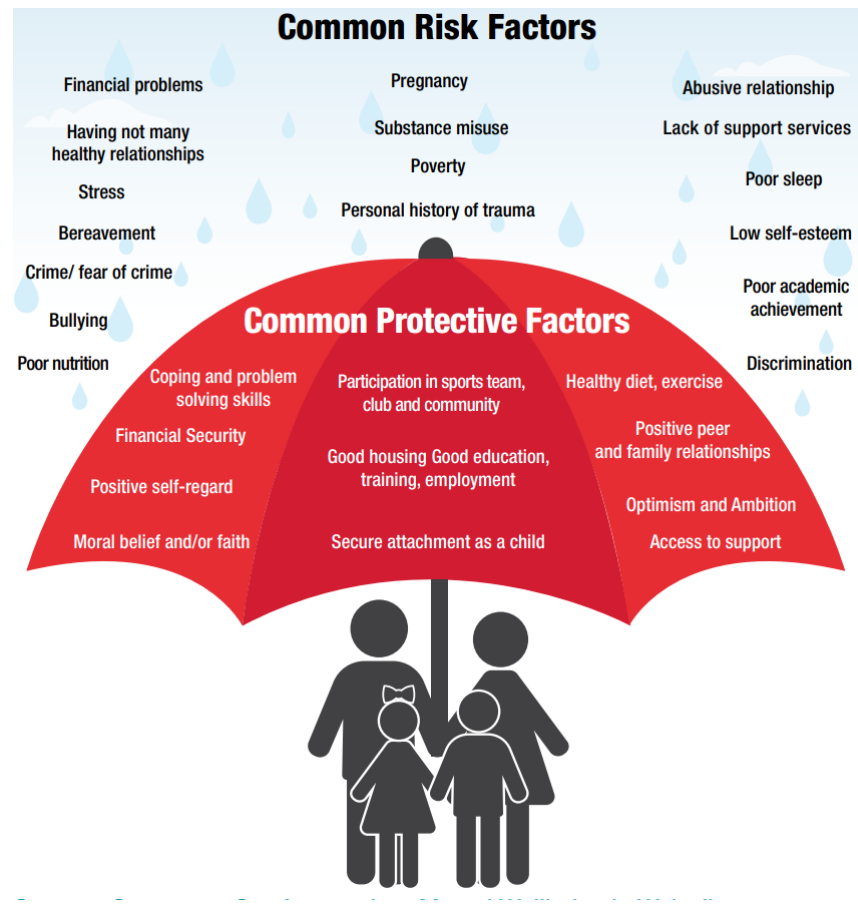 Common Risk Factors
Financial problems
Having not many
healthy relationships
Stress
Bereavement
Crime/ fear of crime
Bullying
Poor nutrition
Pregnancy
Substance misuse
Poverty
Personal history of trauma
Abusive relationship
Lack of support services
Poor sleep
Low self-esteem
Poor academic
achievement
Discrimination
Common Protective Factors
Coping and problem
solving skills
Financial Security
Positive self-regard
Moral belief and/or faith
Participation in sports team,
club and community
Good housing Good education,
training, employment
Secure attachment as a child
Healthy diet, exercise
Positive peer
and family relationships
Optimism and Ambition
Access to support